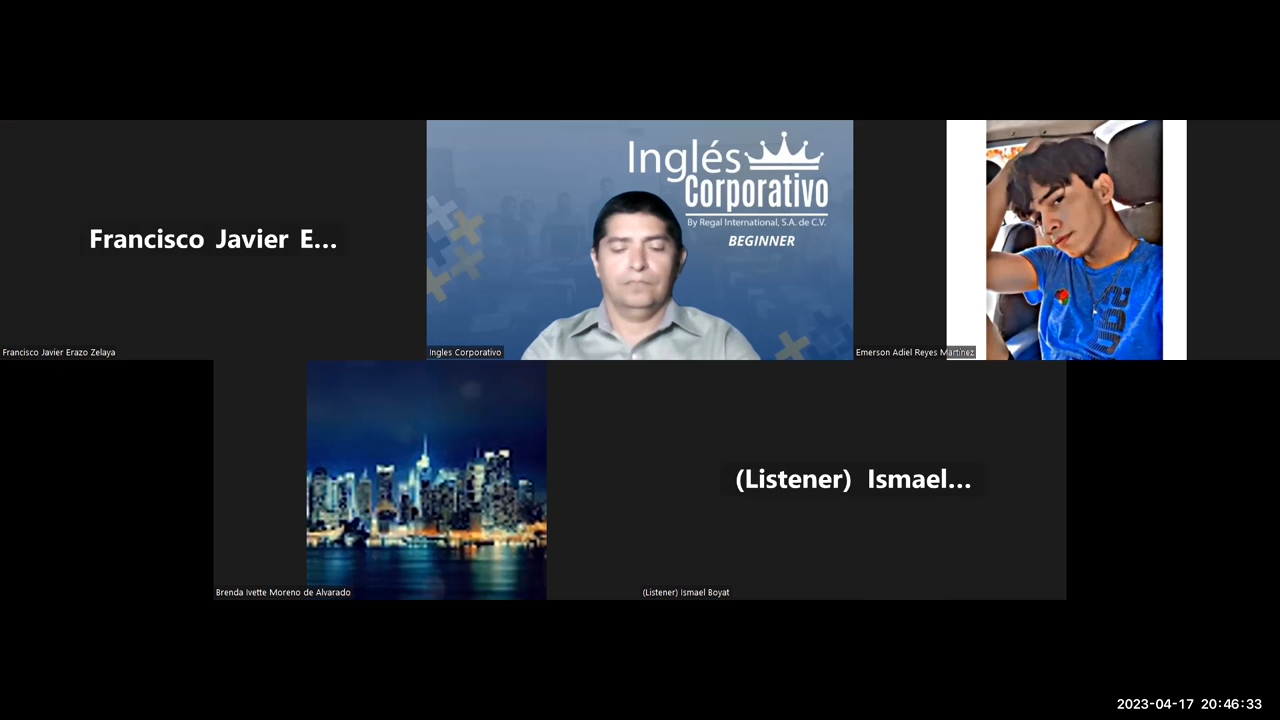 Francisco Javier E...
Francisco Javier Erazo Zelaya
Inglés
Corporativo
By Regal International, S.A. de C.V.
BEGINNER
Ingles Corporativo
Emerson Adiel Reyes Martínez
Brenda Ivette Moreno de Alvarado
(Listener) Ismael...
(Listener) Ismael Boyat
2023-04-17 20:46:33